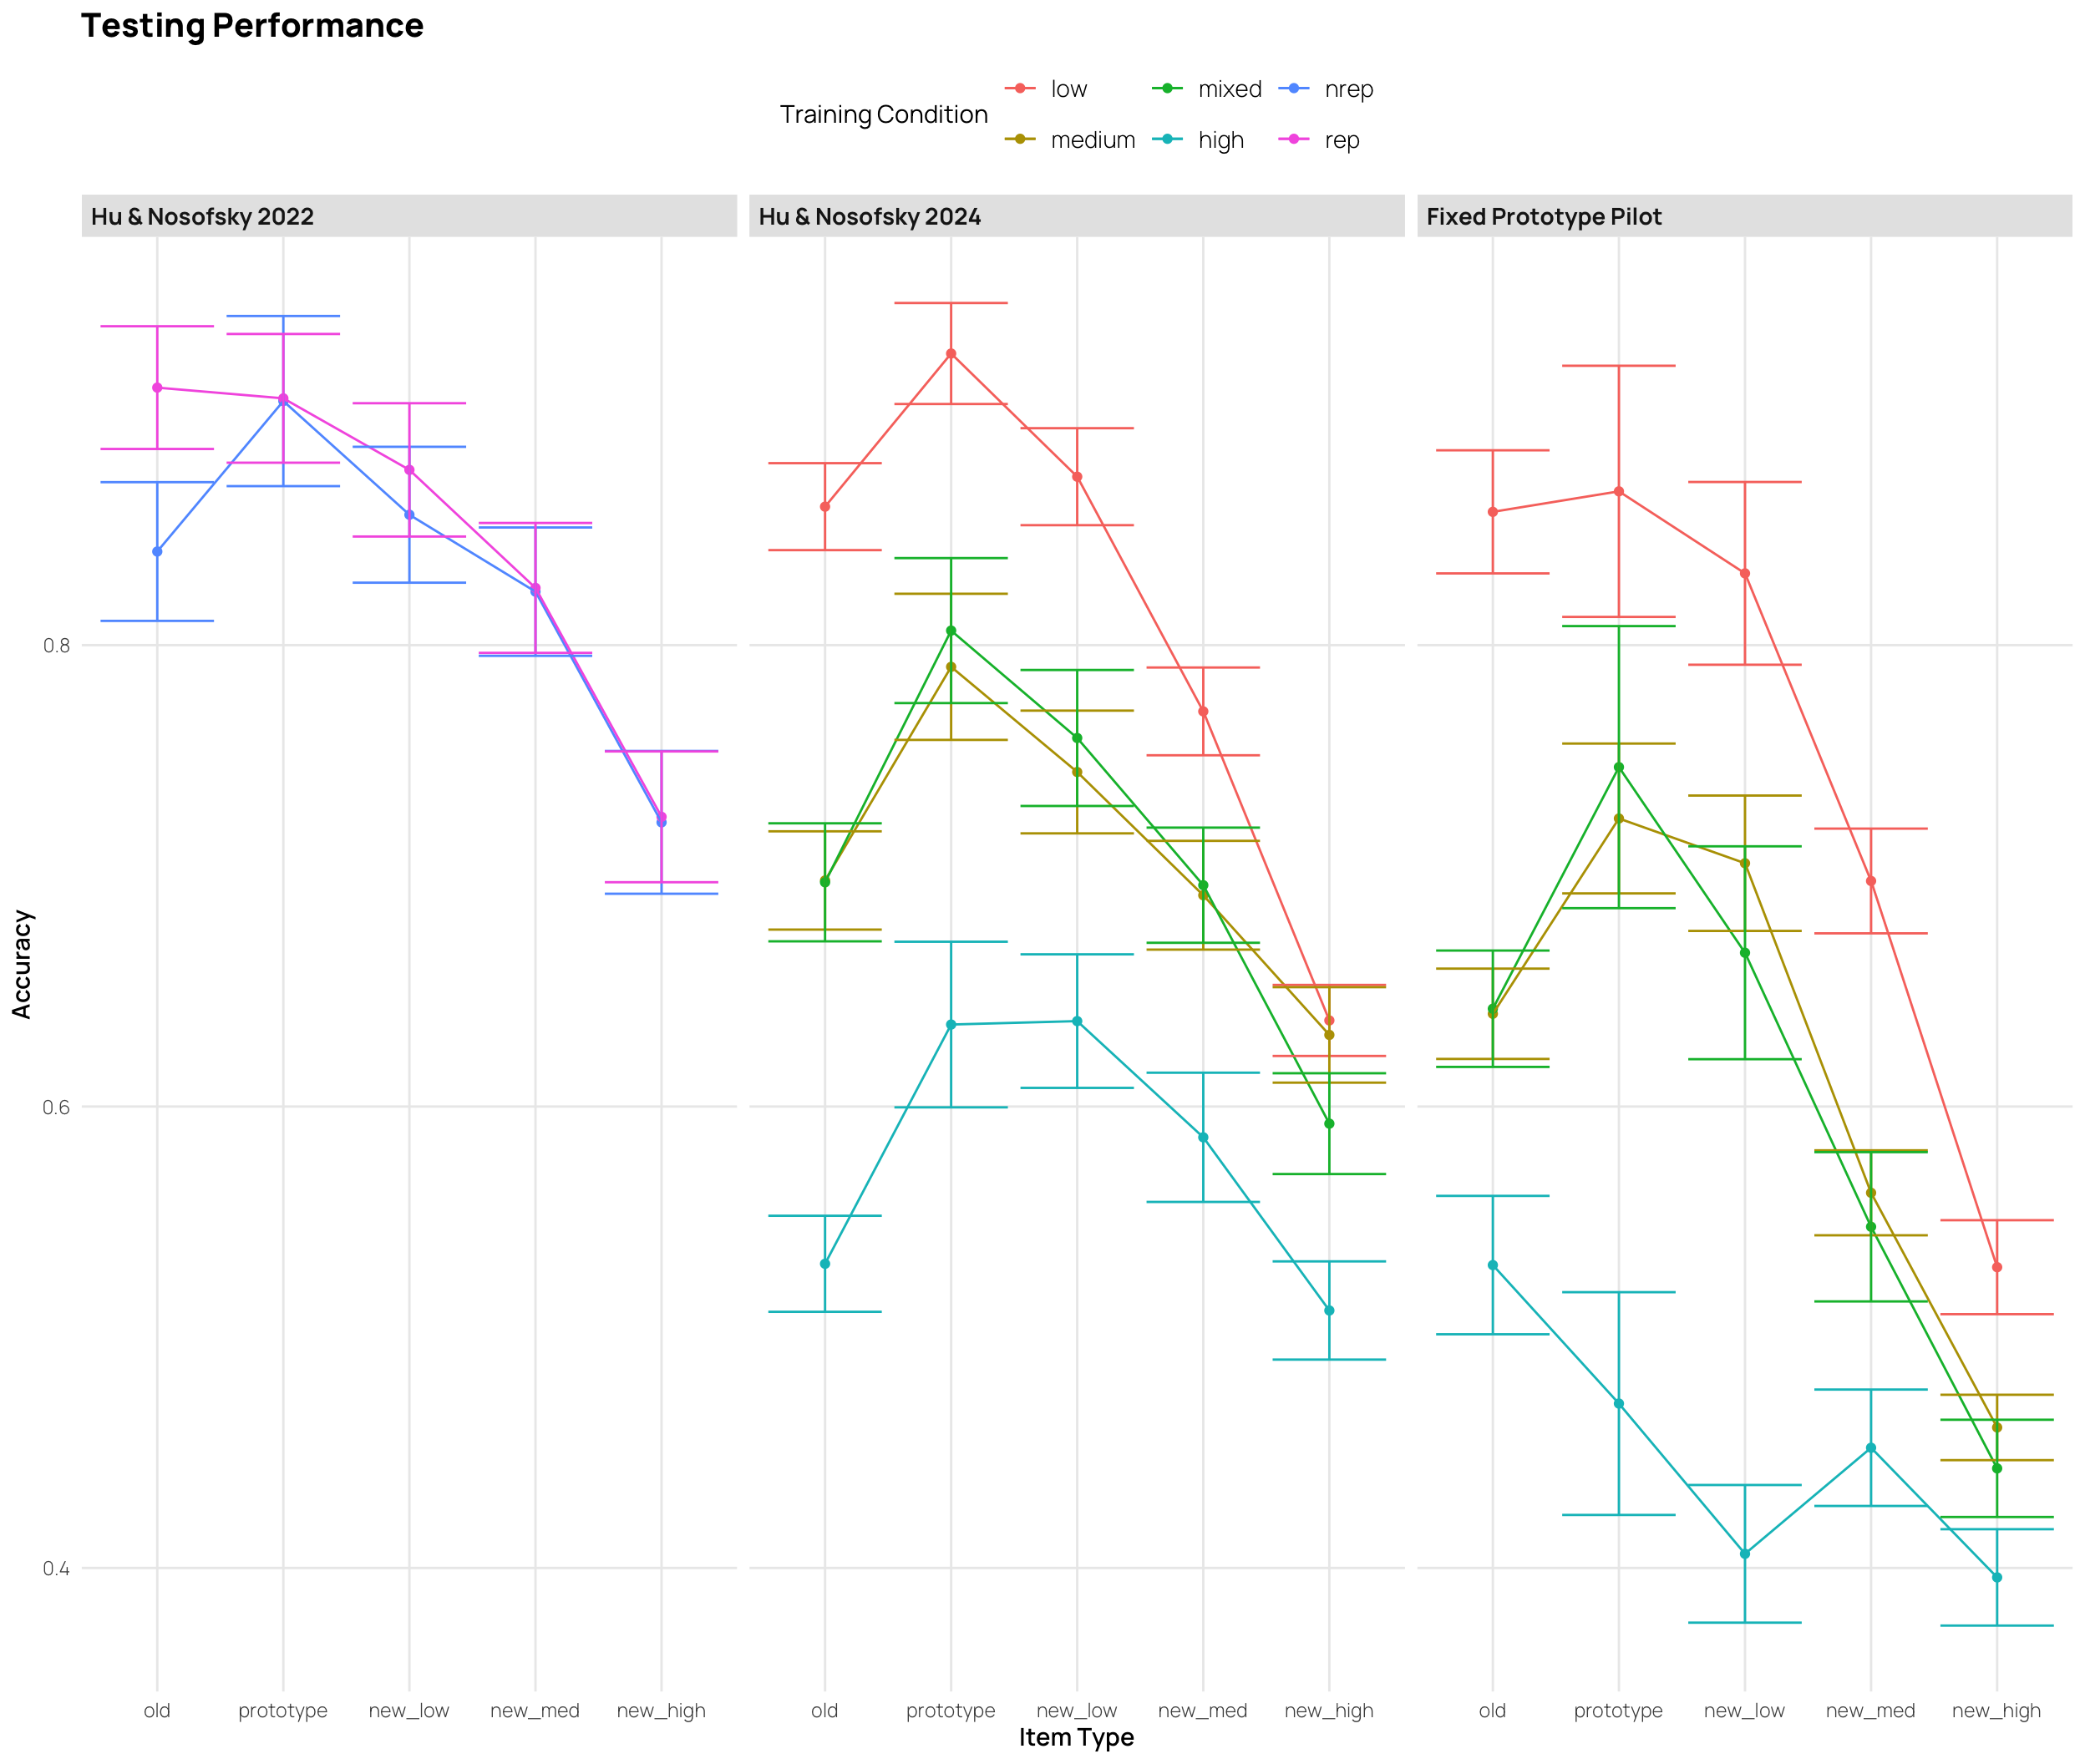 Testing Performance
Training Condition
low mixed nrep
medium high rep
Hu & Nosofsky 2022 Hu & Nosofsky 2024 Fixed Prototype Pilot
Accuracy
0.8
0.6
0.4
old prototype new_low new_med new_high old prototype new_low new_med new_high old prototype new_low new_med new_high
Item Type